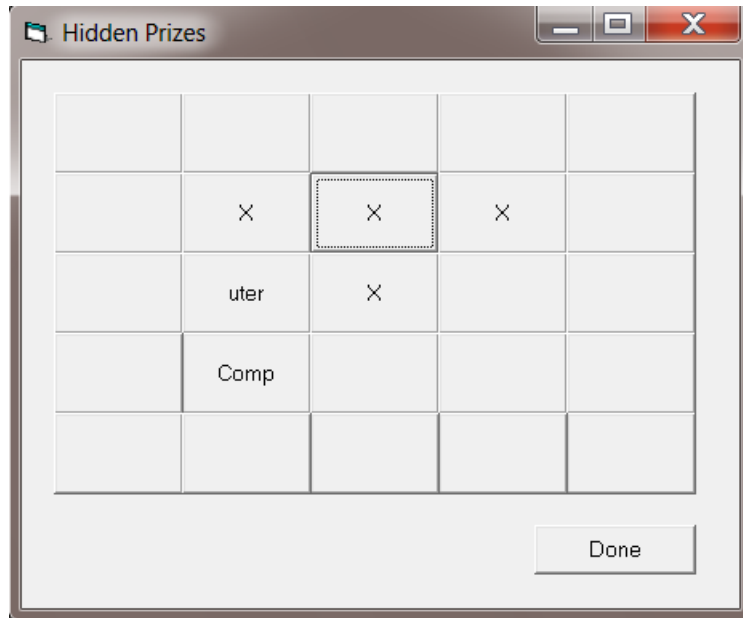 Hidden Prizes
X X X
uter X
Comp
Done